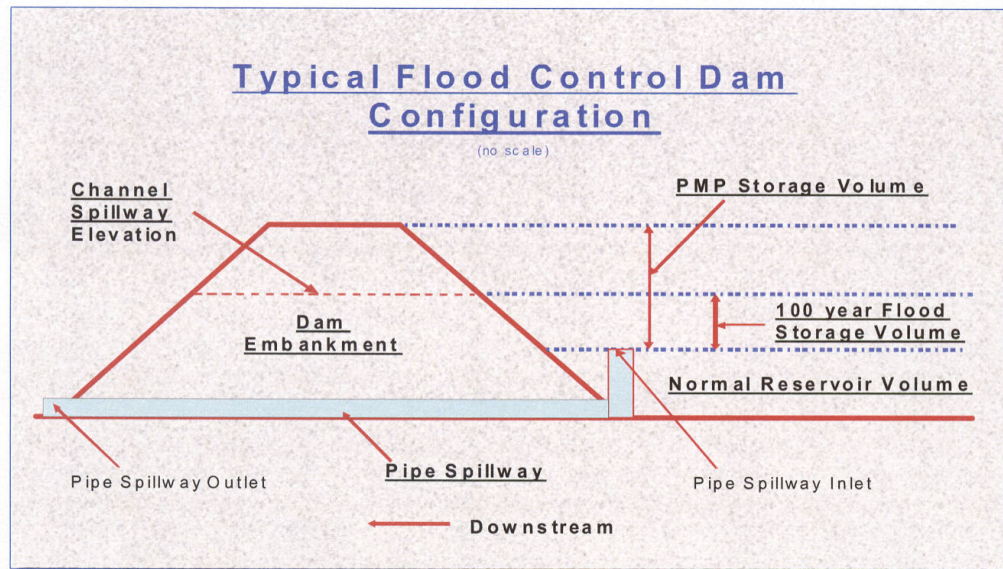 Typical Flood Control Dam
Configuration
(no scale)
Channel
Spillway
Elevation
PMP Storage Volume
100 year Flood
Storage Volume
Dam
Embankment
Normal Reservoir Volume
Pipe Spillway Outlet
Pipe Spillway
Pipe Spillway Inlet
Downstream